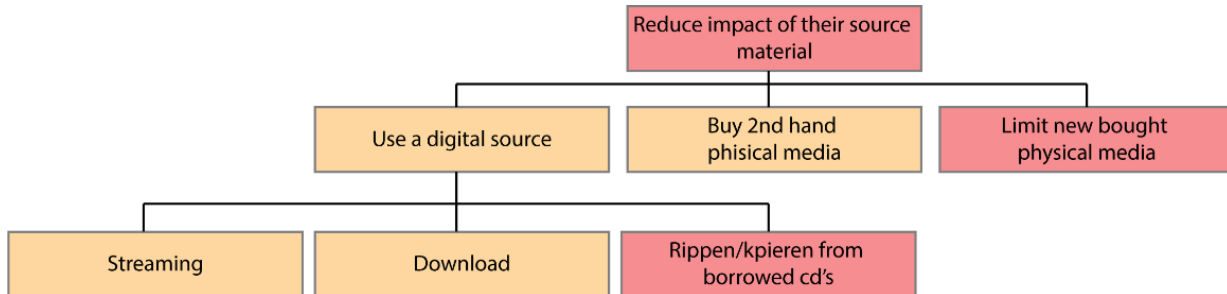 Reduce impact of their source
material
Use a digital source
Buy 2nd hand
phisical media
Limit new bought
physical media
Streaming
Download
Rippen/kpieren from
borrowed cd's